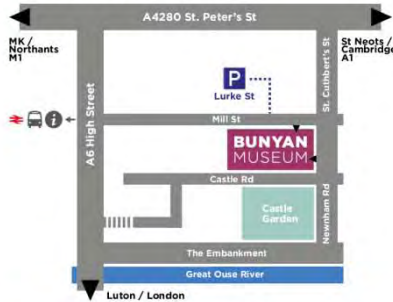 A4280 St. Peter's St
MK /
Northants
M1
St Neots /
Cambridge
A1
St. Cuthbert's St
P
Lurke St
A6 High Street
i
Mill St
BUNYAN
MUSEUM
Castle Rd
Castle
Garden
Newnham Rd
The Embankment
Great Ouse River
Luton / London